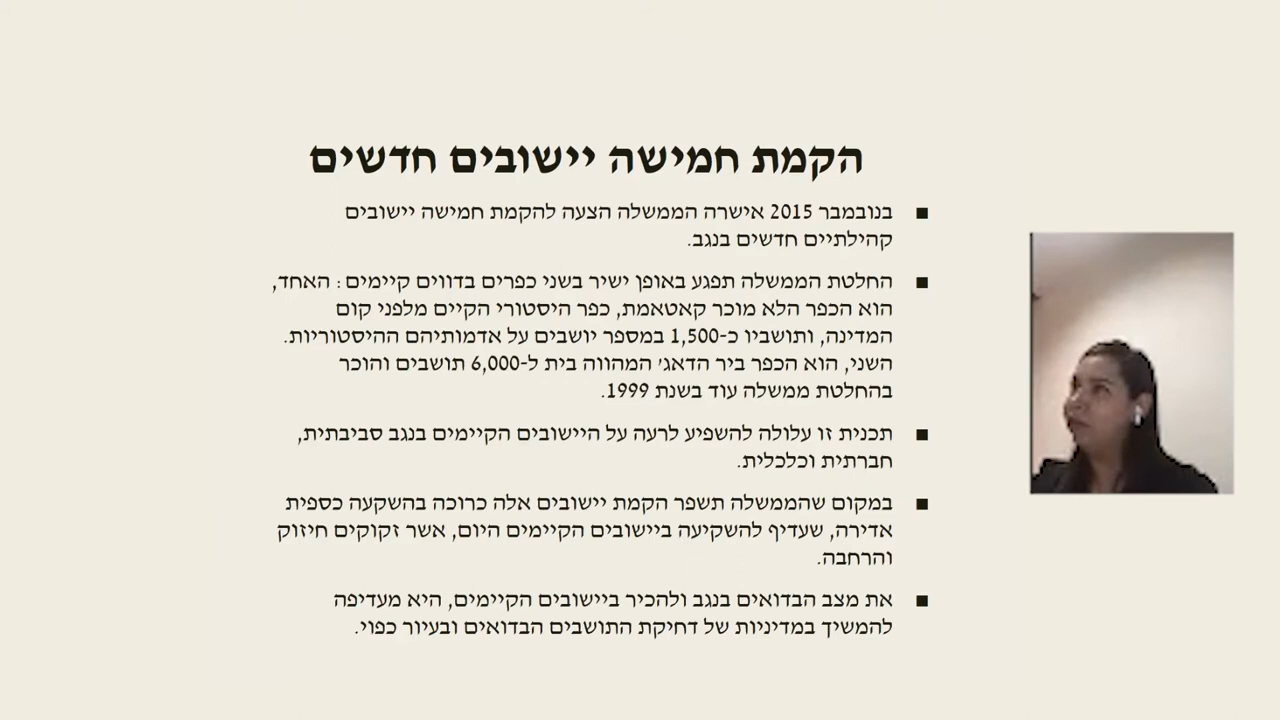 הקמת חמישה יישובים חדשים
■ בנובמבר 2015 אישרה הממשלה הצעה להקמת חמישה יישובים
קהילתיים חדשים בנגב.
■ החלטת הממשלה תפגע באופן ישיר בשני כפרים בדווים קיימים : האחד,
הוא הכפר הלא מוכר קאטאמת, כפר היסטורי הקיים מלפני קום
המדינה, ותושביו כ-1,500 במספר יושבים על אדמותיהם ההיסטוריות.
השני, הוא הכפר ביר הדאג' המהווה בית ל-6,000 תושבים והוכר
בהחלטת ממשלה עוד בשנת 1999.
■ תכנית זו עלולה להשפיע לרעה על היישובים הקיימים בנגב סביבתית,
חברתית וכלכלית.
■ במקום שהממשלה תשפר הקמת יישובים אלה כרוכה בהשקעה כספית
אדירה, שעדיף להשקיעה ביישובים הקיימים היום, אשר זקוקים חיזוק
והרחבה.
■ את מצב הבדואים בנגב ולהכיר ביישובים הקיימים, היא מעדיפה
להמשיך במדיניות של דחיקת התושבים הבדואים ובעיור כפוי.